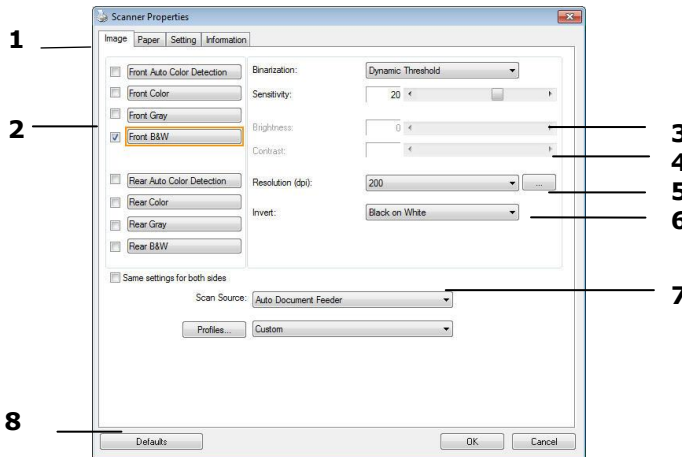 Scanner Properties
Image Paper Setting Information
1
Front Auto Color Detection
Binarization: Dynamic Threshold
Front Color
Sensitivity: 20
Front Gray
2
Front B&W
Brightness: 0
3
Contrast:
4
Rear Auto Color Detection
Resolution (dpi): 200 ...
5
Rear Color
Invert: Black on White
6
Rear Gray
Rear B&W
Same settings for both sides
Scan Source: Auto Document Feeder
7
Profiles... Custom
8
Defaults OK Cancel